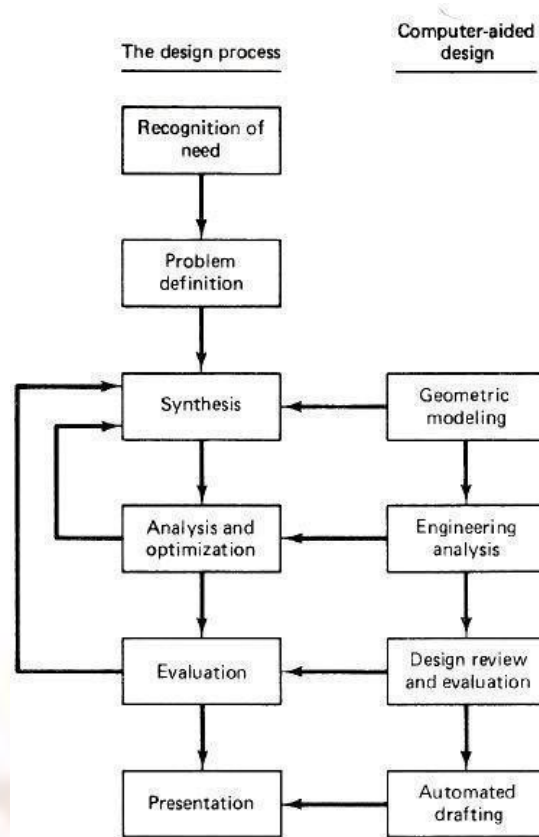 The design process
Computer-aided
design
Recognition of
need
Problem
definition
Synthesis
Geometric
modeling
Analysis and
optimization
Engineering
analysis
Evaluation
Design review
and evaluation
Presentation
Automated
drafting